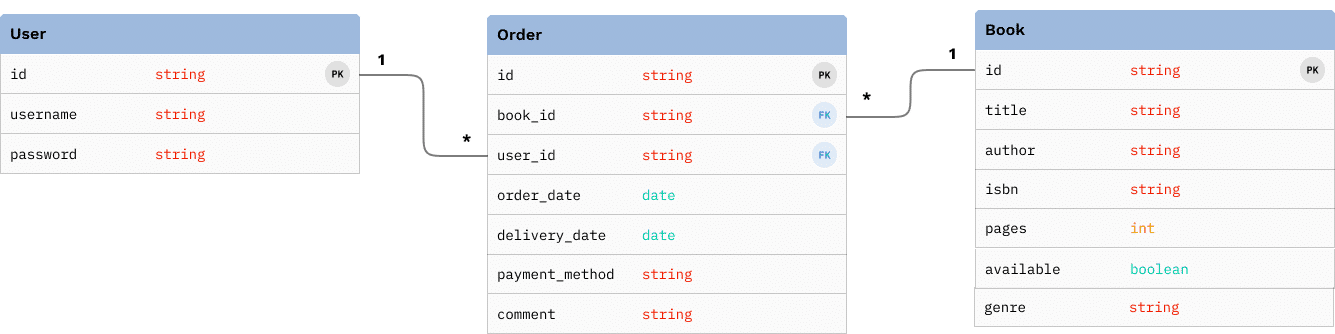 User
id string PK
username string
password string
1
*
Order
id string PK
book_id string FK
user_id string FK
order_date date
delivery_date date
payment_method string
comment string
*
1
Book
id string PK
title string
author string
isbn string
pages int
available boolean
genre string